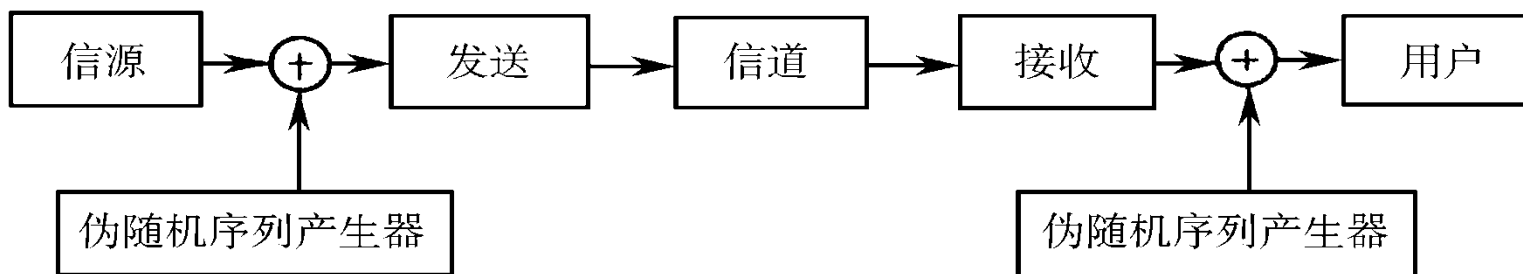 信源
发送
信道
接收
用户
伪随机序列产生器
伪随机序列产生器